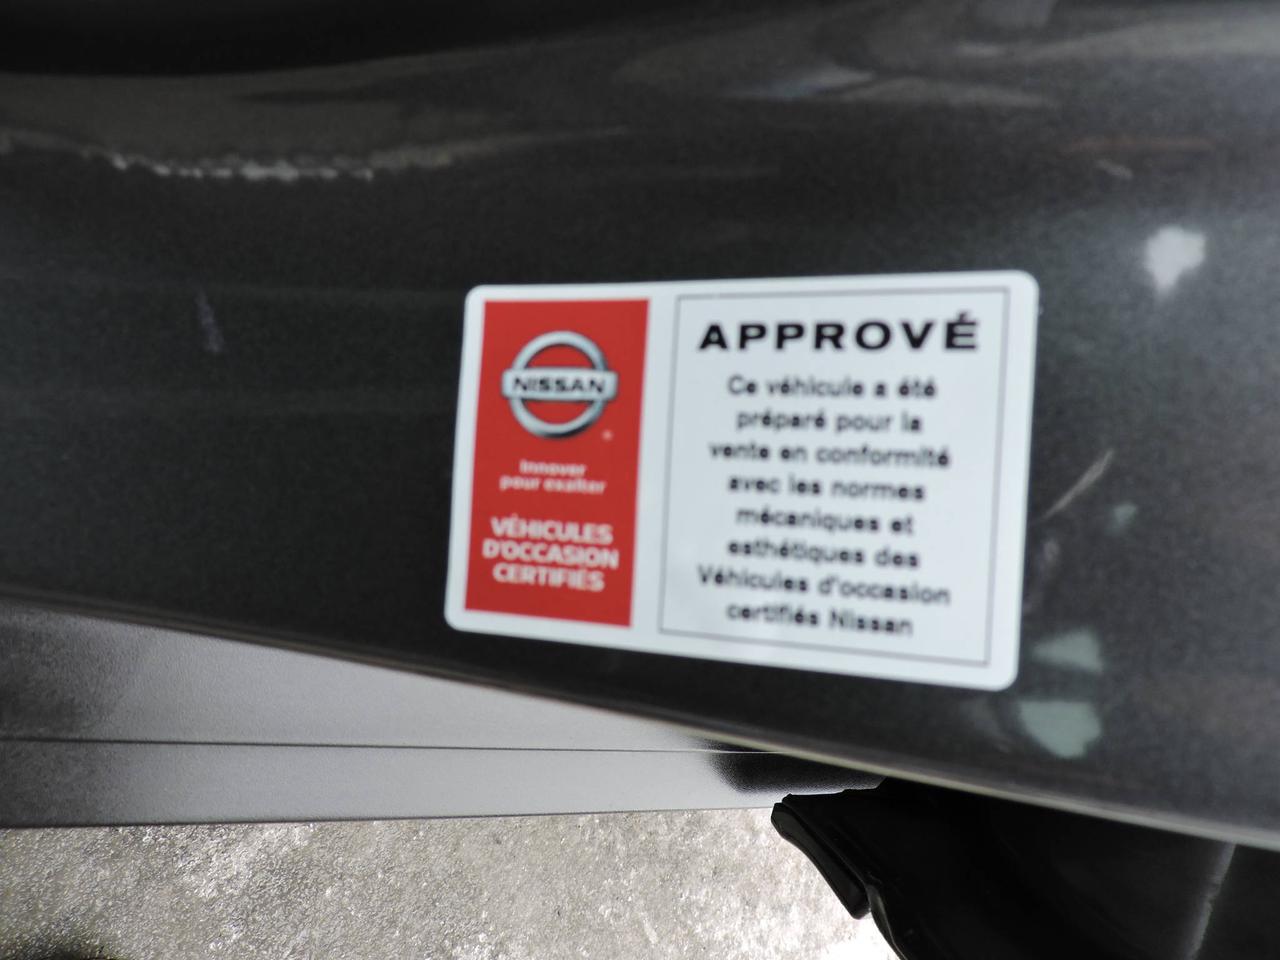 NISSAN
Innover
pour exalter
VÉHICULES
D'OCCASION
CERTIFIÉS
APPROVÉ
Ce véhicule a été
préparé pour la
vente en conformité
avec les normes
mécaniques et
esthétiques des
Véhicules d'occasion
certifiés Nissan